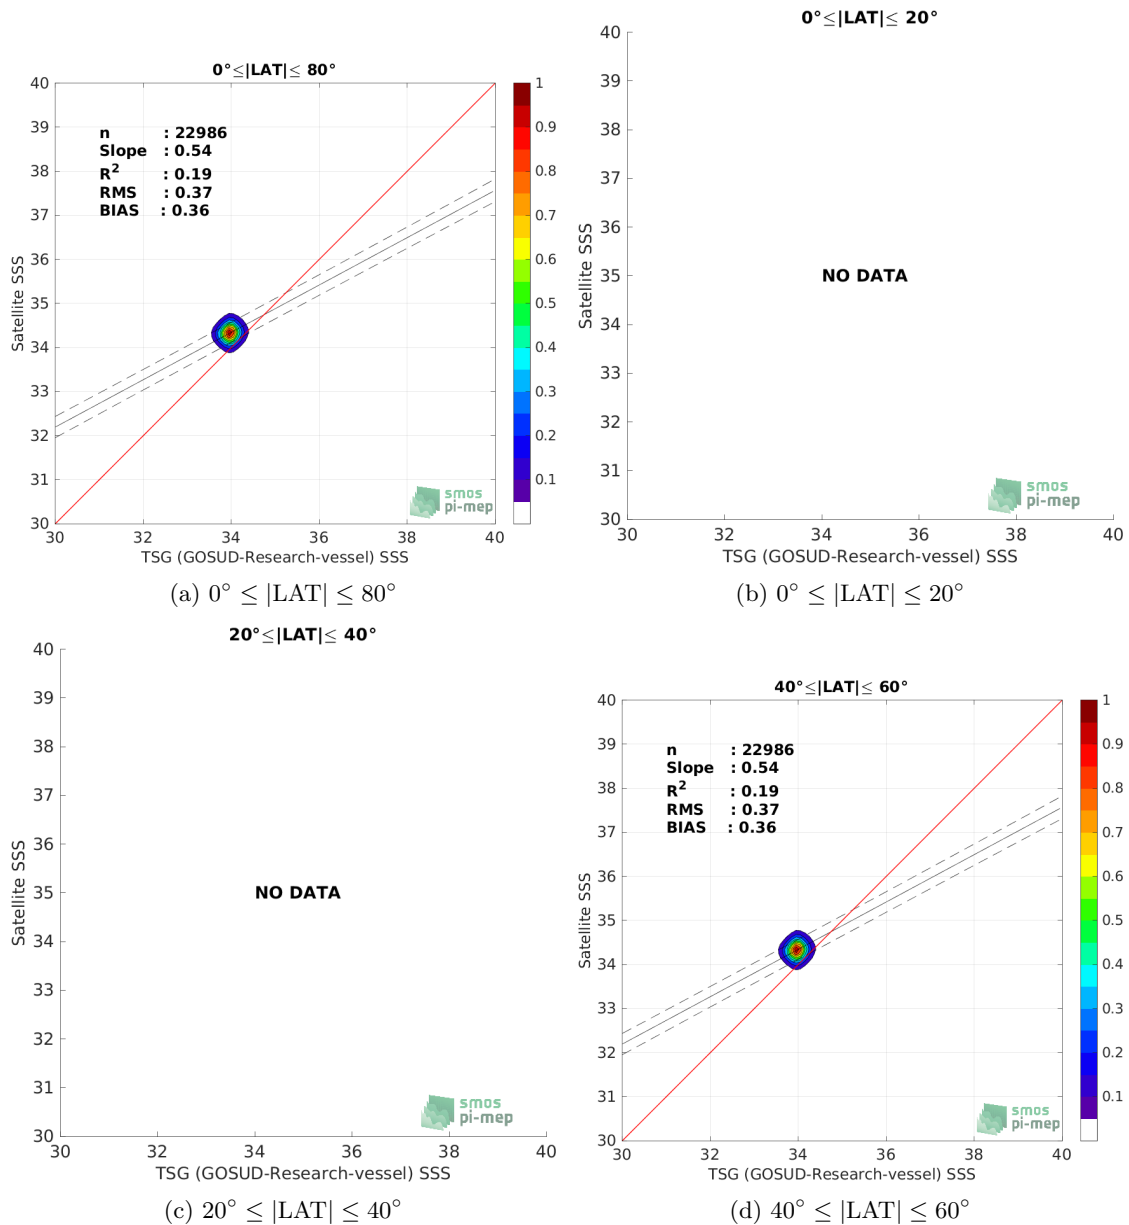 0°≤|LAT|≤ 80°
40
39
38
37
36
35
34
33
32
31
30
30
32
34
36
38
40
Satellite SSS
TSG (GOSUD-Research-vessel) SSS
n : 22986
Slope : 0.54
R² : 0.19
RMS : 0.37
BIAS : 0.36
1
0.9
0.8
0.7
0.6
0.5
0.4
0.3
0.2
0.1
smos
pi-mep
(a) 0° ≤ |LAT| ≤ 80°
0°≤|LAT|≤ 20°
40
39
38
37
36
35
34
33
32
31
30
30
32
34
36
38
40
Satellite SSS
TSG (GOSUD-Research-vessel) SSS
NO DATA
smos
pi-mep
(b) 0° ≤ |LAT| ≤ 20°
20°≤|LAT|≤ 40°
40
39
38
37
36
35
34
33
32
31
30
30
32
34
36
38
40
Satellite SSS
TSG (GOSUD-Research-vessel) SSS
NO DATA
smos
pi-mep
(c) 20° ≤ |LAT| ≤ 40°
40°≤|LAT|≤ 60°
40
39
38
37
36
35
34
33
32
31
30
30
32
34
36
38
40
Satellite SSS
TSG (GOSUD-Research-vessel) SSS
n : 22986
Slope : 0.54
R² : 0.19
RMS : 0.37
BIAS : 0.36
1
0.9
0.8
0.7
0.6
0.5
0.4
0.3
0.2
0.1
smos
pi-mep
(d) 40° ≤ |LAT| ≤ 60°